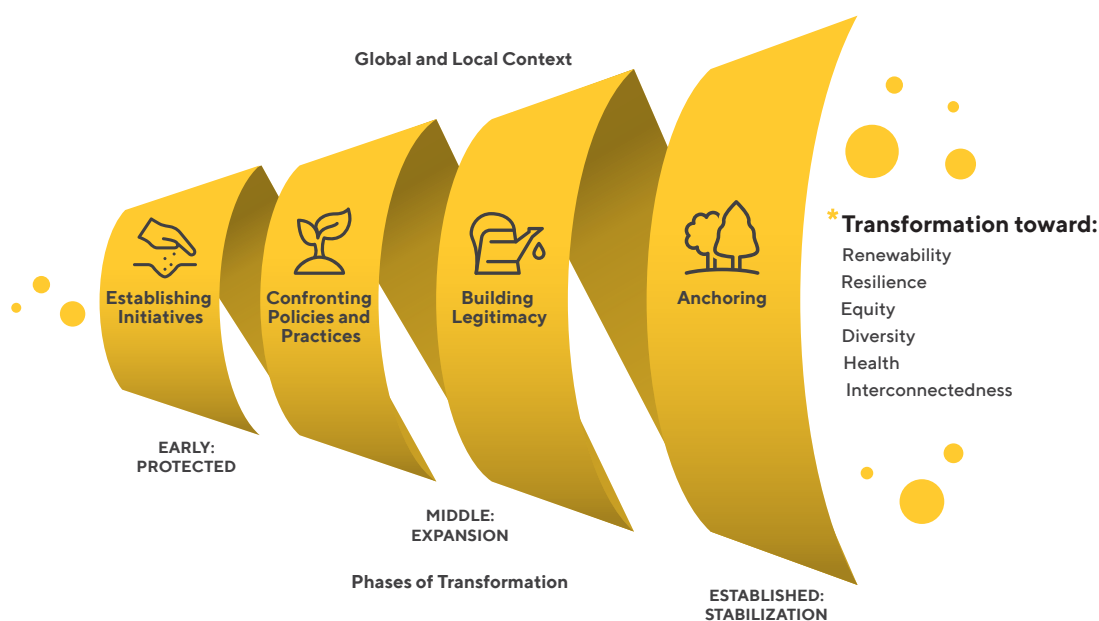 Global and Local Context
Establishing
Initiatives
Confronting
Policies and
Practices
Building
Legitimacy
Anchoring
* Transformation toward:
Renewability
Resilience
Equity
Diversity
Health
Interconnectedness
EARLY:
PROTECTED
MIDDLE:
EXPANSION
Phases of Transformation
ESTABLISHED:
STABILIZATION